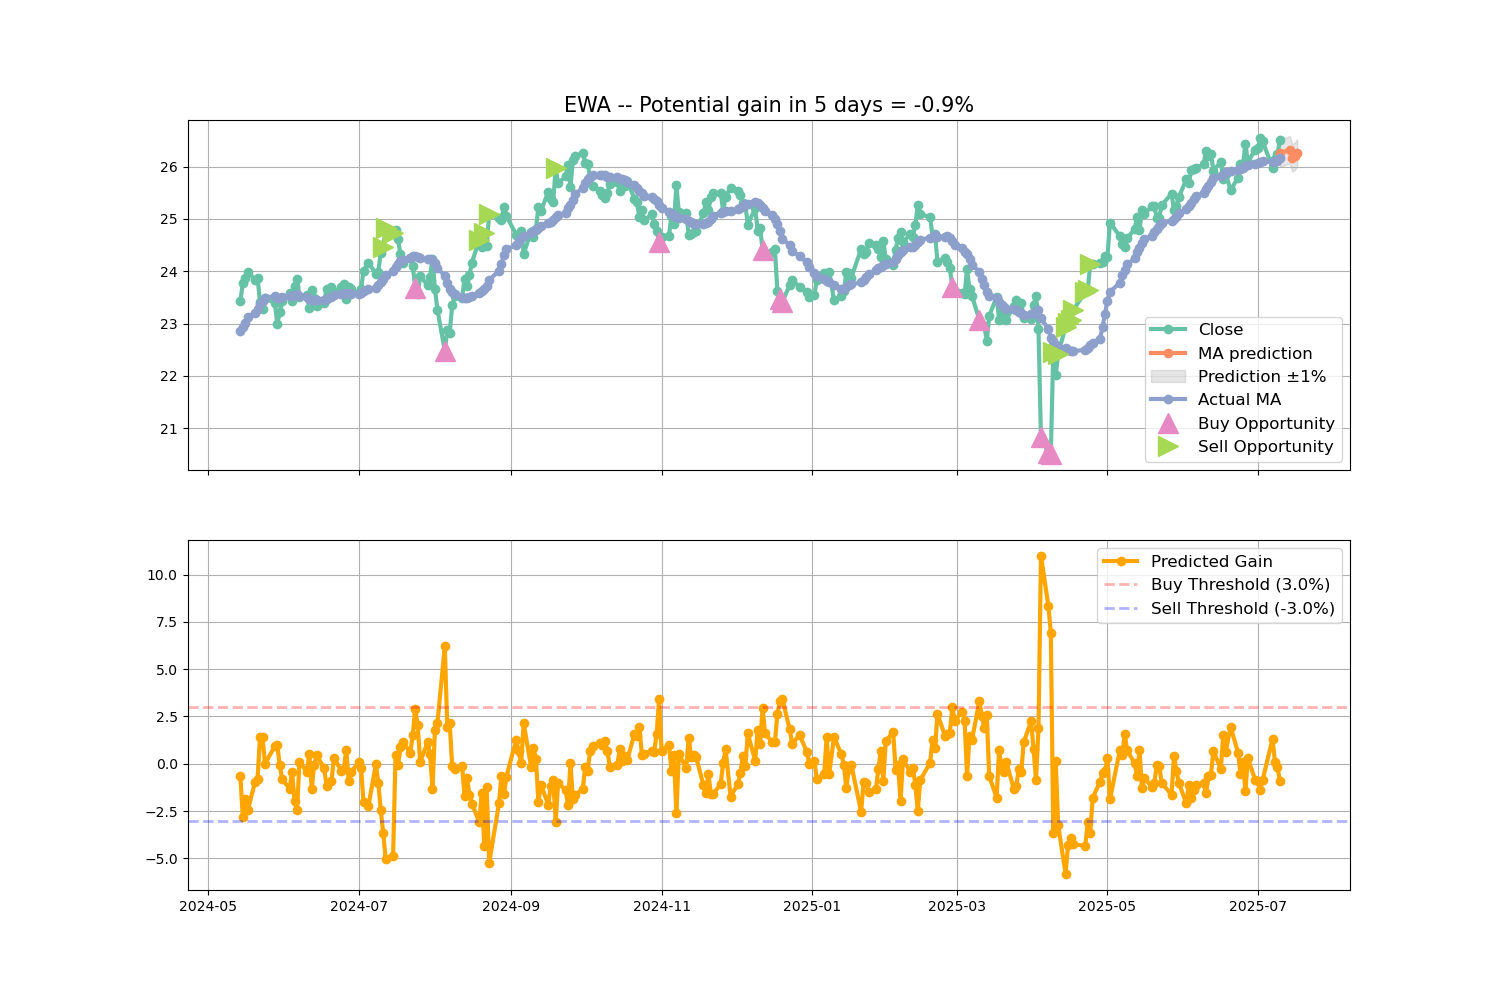 EWA -- Potential gain in 5 days = -0.9%
26
25
24
23
22
21
Close
MA prediction
Prediction ±1%
Actual MA
Buy Opportunity
Sell Opportunity
10.0
7.5
5.0
2.5
0.0
−2.5
−5.0
Predicted Gain
Buy Threshold (3.0%)
Sell Threshold (-3.0%)
2024-05 2024-07 2024-09 2024-11 2025-01 2025-03 2025-05 2025-07